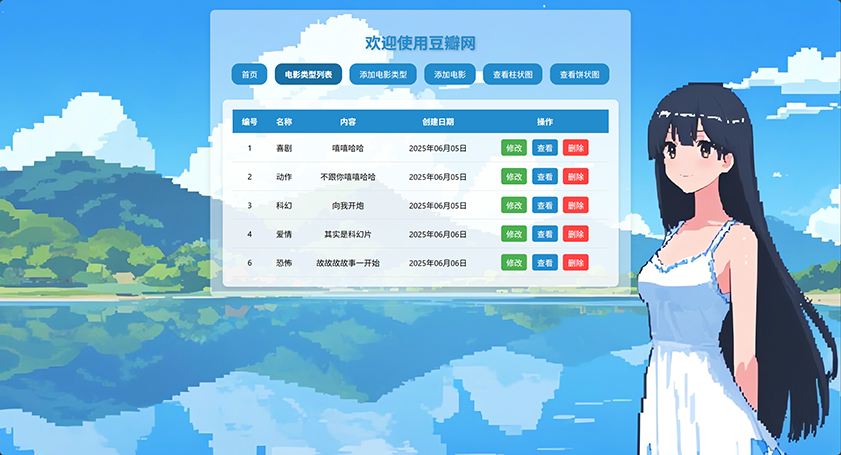 欢迎使用豆瓣网
首页 电影类型列表 添加电影类型 添加电影 查看柱状图 查看饼状图
编号 名称 内容 创建日期 操作
1 喜剧 嘻嘻哈哈 2025年06月05日 修改 查看 删除
2 动作 不跟你嘻嘻哈哈 2025年06月05日 修改 查看 删除
3 科幻 向我开炮 2025年06月05日 修改 查看 删除
4 爱情 其实是科幻片 2025年06月06日 修改 查看 删除
6 恐怖 故故故故事一开始 2025年06月06日 修改 查看 删除